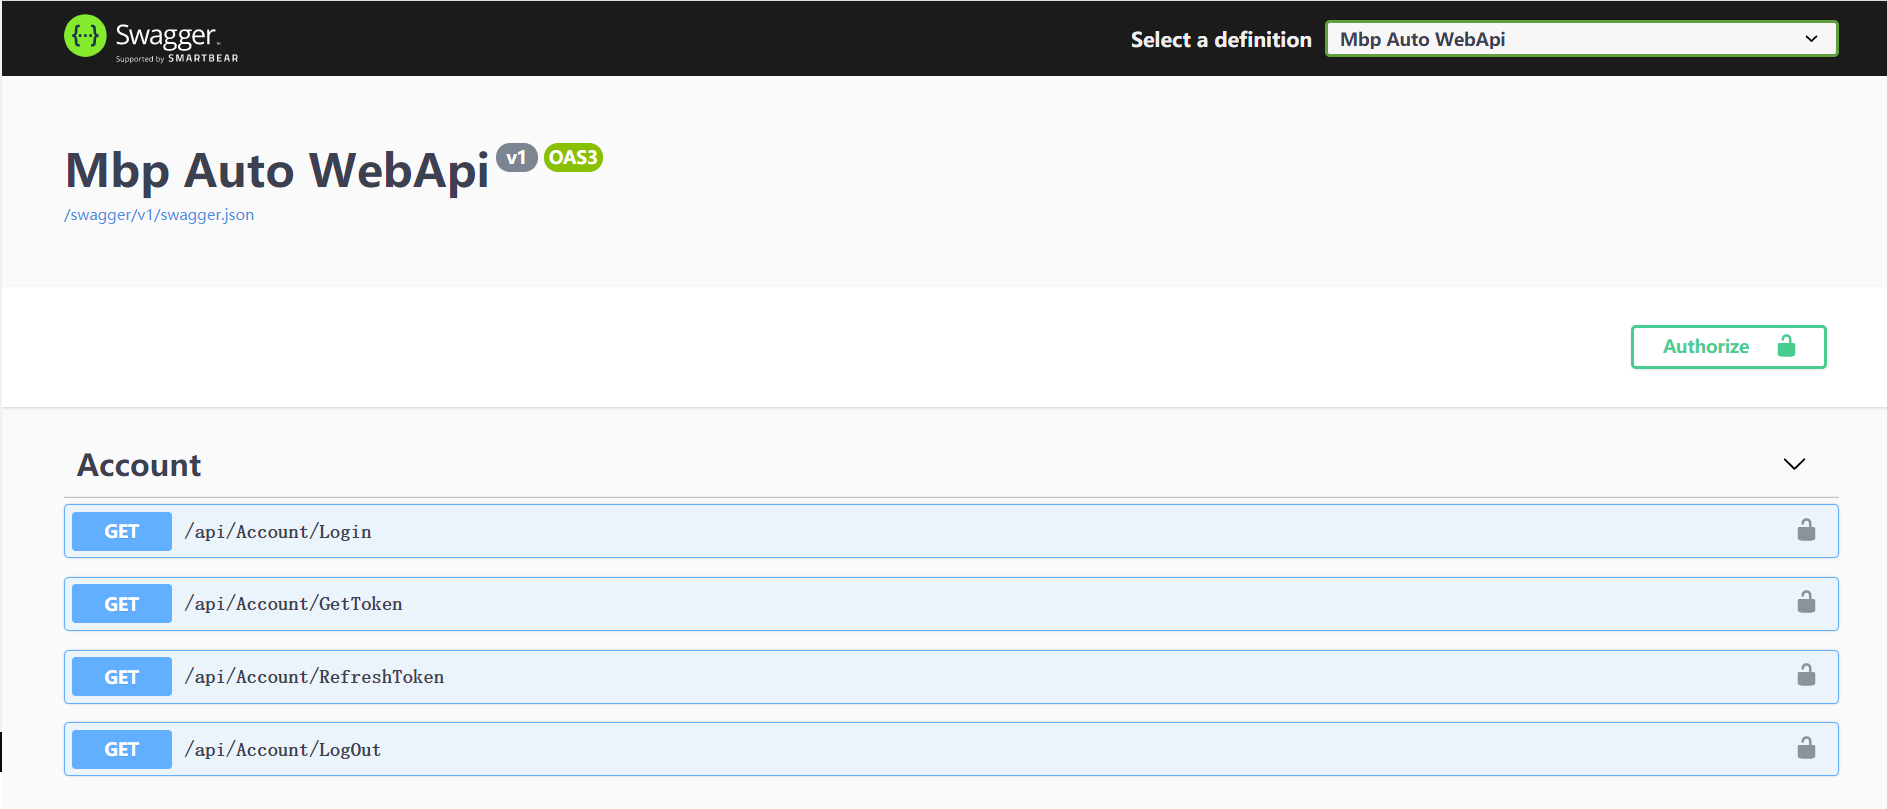 Swagger
Supported by SMARTBEAR
Select a definition
Mbp Auto WebApi
Mbp Auto WebApi v1 OAS3
/swagger/v1/swagger.json
Authorize
Account
GET /api/Account/Login
GET /api/Account/GetToken
GET /api/Account/RefreshToken
GET /api/Account/LogOut